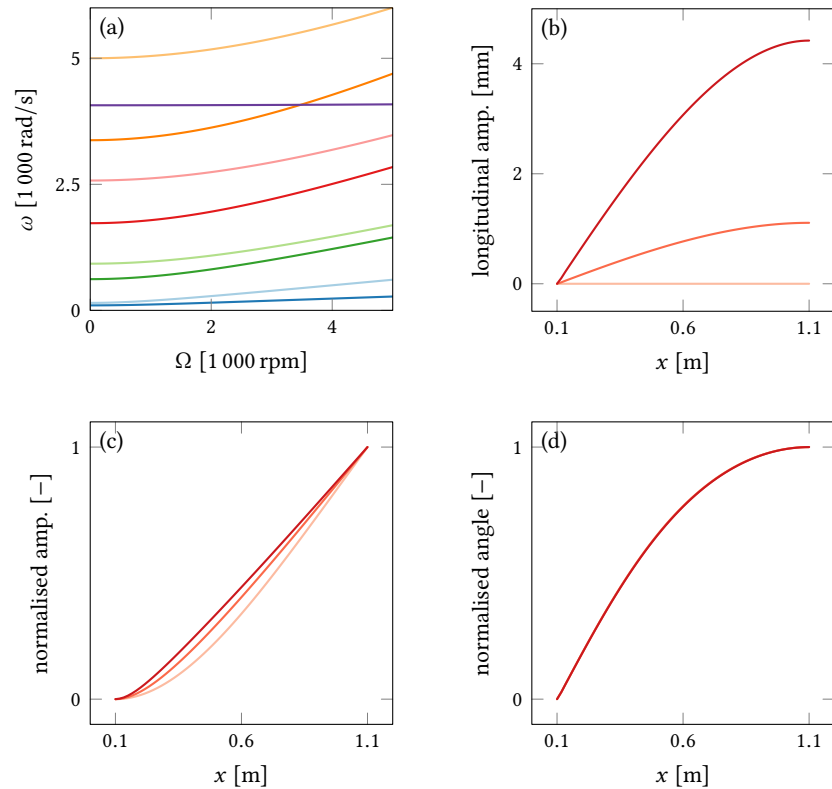 (a)
5
2.5
0
0
2
4
ω [1 000 rad/s]
Ω [1 000 rpm]
(b)
4
2
0
0.1
0.6
1.1
longitudinal amp. [mm]
x [m]
(c)
1
0
0.1
0.6
1.1
normalised amp. [−]
x [m]
(d)
1
0
0.1
0.6
1.1
normalised angle [−]
x [m]